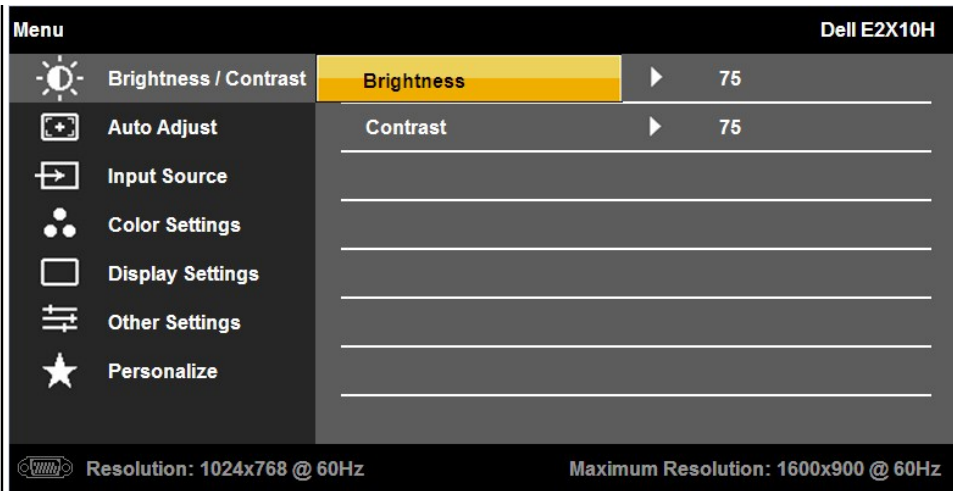 Menu Dell E2X10H
Brightness / Contrast Brightness 75
Auto Adjust Contrast 75
Input Source
Color Settings
Display Settings
Other Settings
Personalize
Resolution: 1024x768 @ 60Hz Maximum Resolution: 1600x900 @ 60Hz